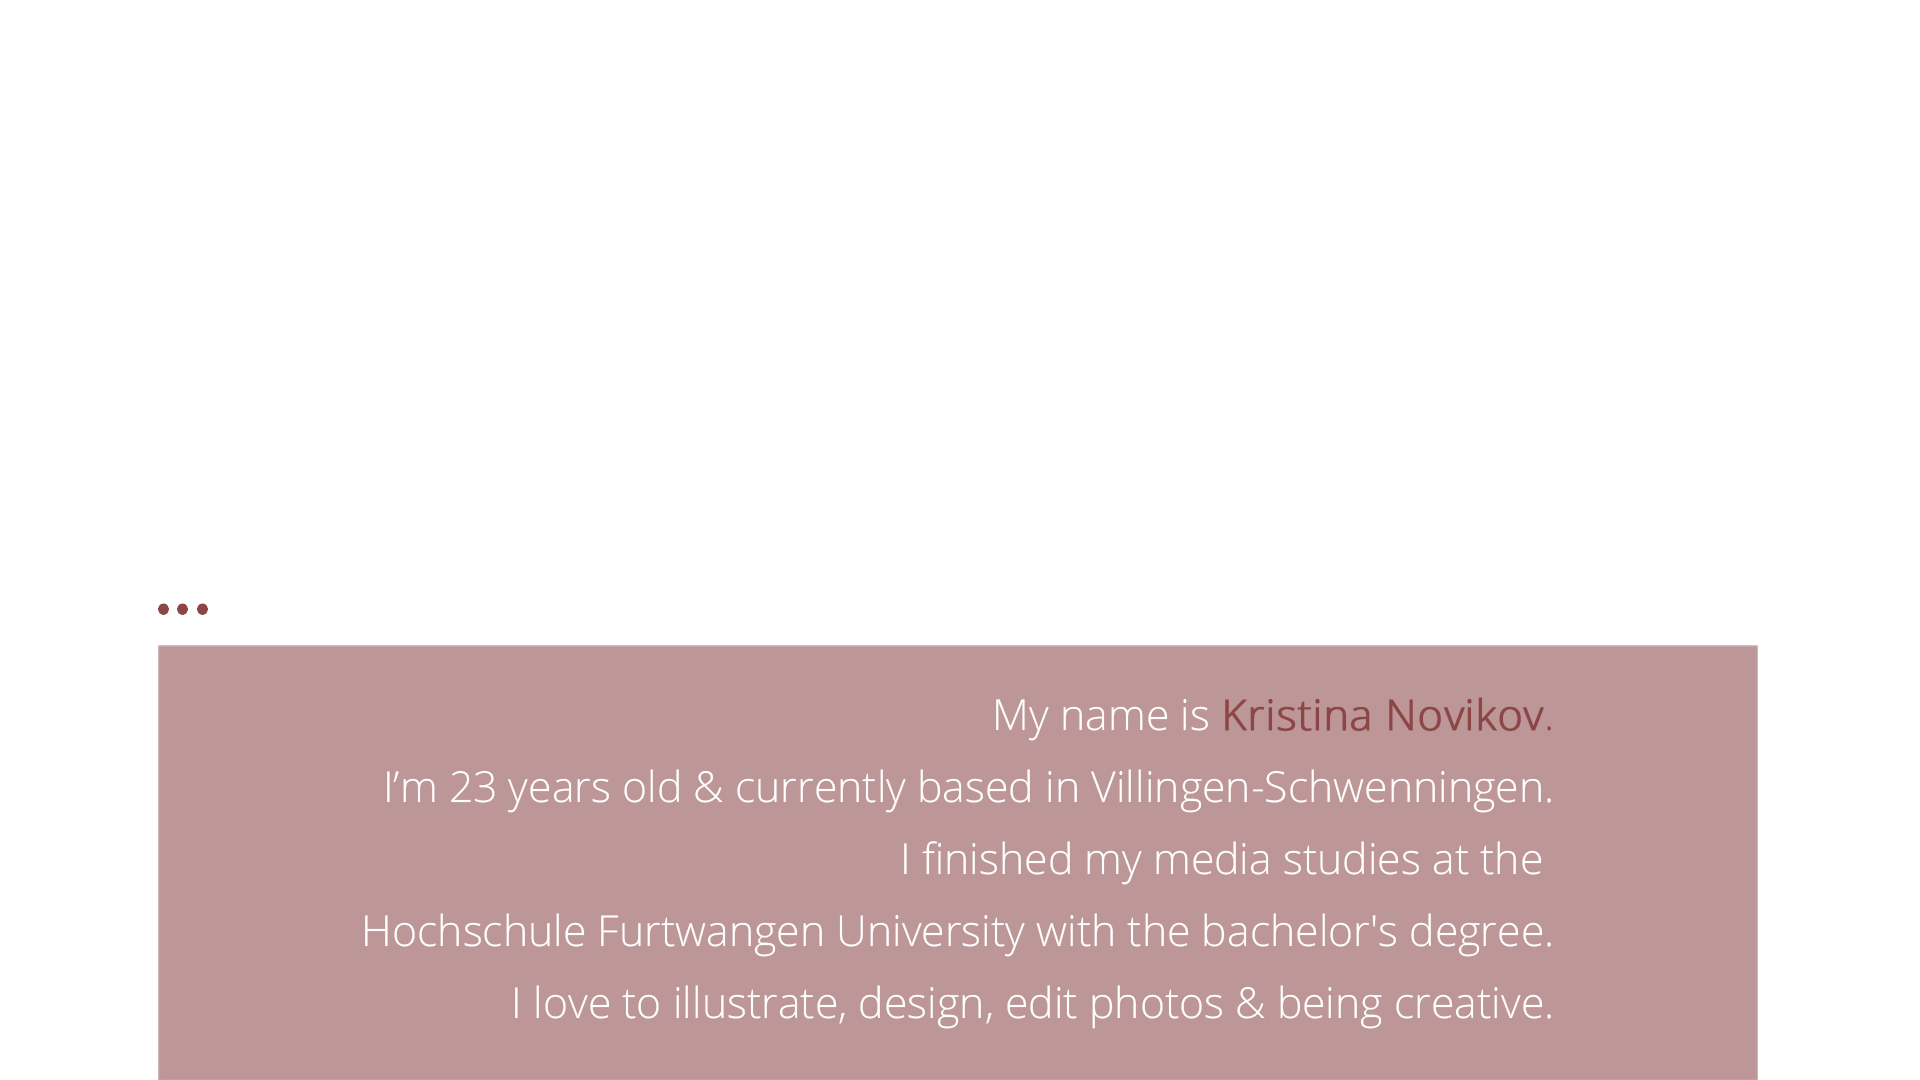 My name is Kristina Novikov.
I’m 23 years old & currently based in Villingen-Schwenningen.
I finished my media studies at the
Hochschule Furtwangen University with the bachelor's degree.
I love to illustrate, design, edit photos & being creative.